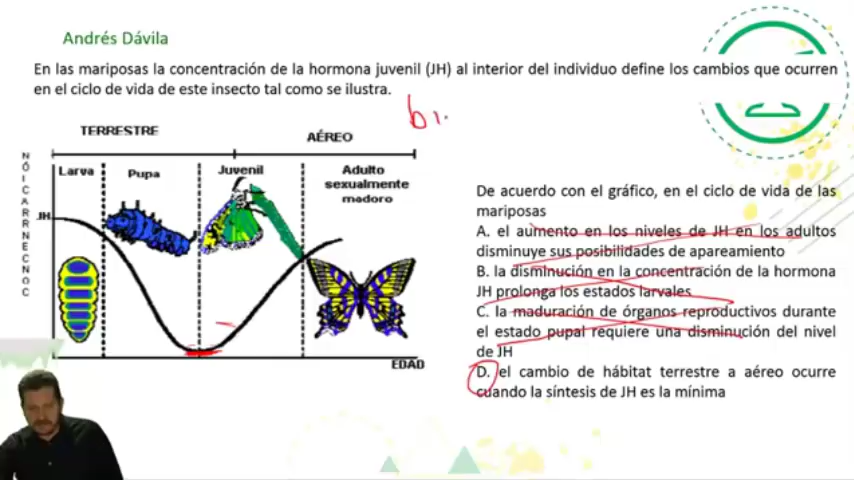 Andrés Dávila
En las mariposas la concentración de la hormona juvenil (JH) al interior del individuo define los cambios que ocurren
en el ciclo de vida de este insecto tal como se ilustra.
TERRESTRE
AÉREO
Larva
Pupa
Juvenil
Adulto
sexualmente
madoro
NÓICARRNECNOC
JH
EDAD
De acuerdo con el gráfico, en el ciclo de vida de las
mariposas
A. el aumento en los niveles de JH en los adultos
disminuye sus posibilidades de apareamiento
B. la disminución en la concentración de la hormona
JH prolonga los estados larvales
C. la maduración de órganos reproductivos durante
el estado pupal requiere una disminución del nivel
de JH
D. el cambio de hábitat terrestre a aéreo ocurre
cuando la síntesis de JH es la mínima